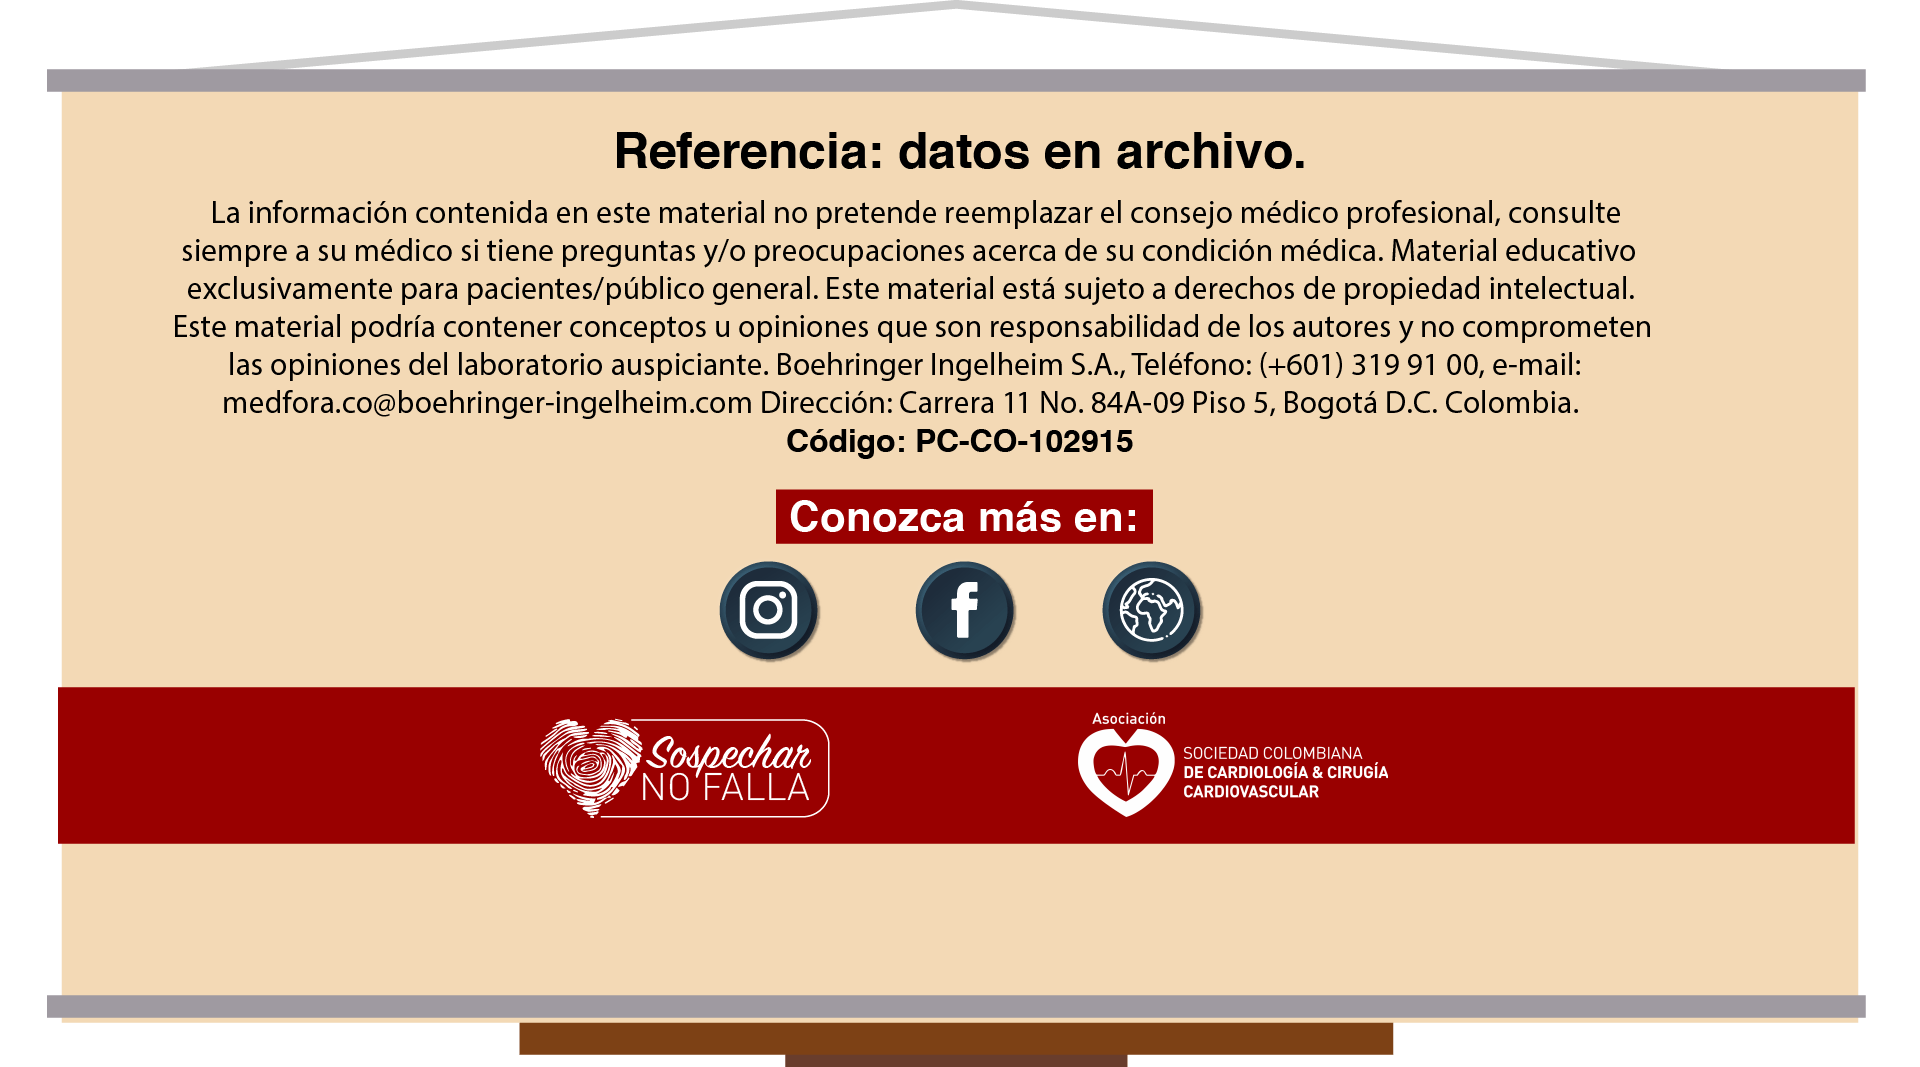 Referencia: datos en archivo.
La información contenida en este material no pretende reemplazar el consejo médico profesional, consulte
siempre a su médico si tiene preguntas y/o preocupaciones acerca de su condición médica. Material educativo
exclusivamente para pacientes/público general. Este material está sujeto a derechos de propiedad intelectual.
Este material podría contener conceptos u opiniones que son responsabilidad de los autores y no comprometen
las opiniones del laboratorio auspiciante. Boehringer Ingelheim S.A., Teléfono: (+601) 319 91 00, e-mail:
medfora.co@boehringer-ingelheim.com Dirección: Carrera 11 No. 84A-09 Piso 5, Bogotá D.C. Colombia.
Código: PC-CO-102915
Conozca más en:
Sospechar
NO FALLA
Asociación
SOCIEDAD COLOMBIANA
DE CARDIOLOGÍA & CIRUGÍA
CARDIOVASCULAR